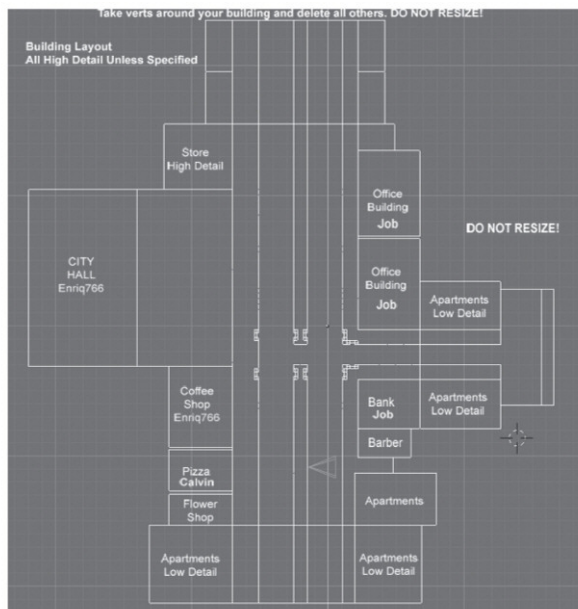 Take verts around your building and delete all others. DO NOT RESIZE!
Building Layout
All High Detail Unless Specified
Store
High Detail
Office
Building
Job
DO NOT RESIZE!
CITY
HALL
Enriq766
Office
Building
Job
Apartments
Low Detail
Coffee
Shop
Enriq766
Bank
Job
Apartments
Low Detail
Barber
Pizza
Calvin
Flower
Shop
Apartments
Apartments
Low Detail
Apartments
Low Detail